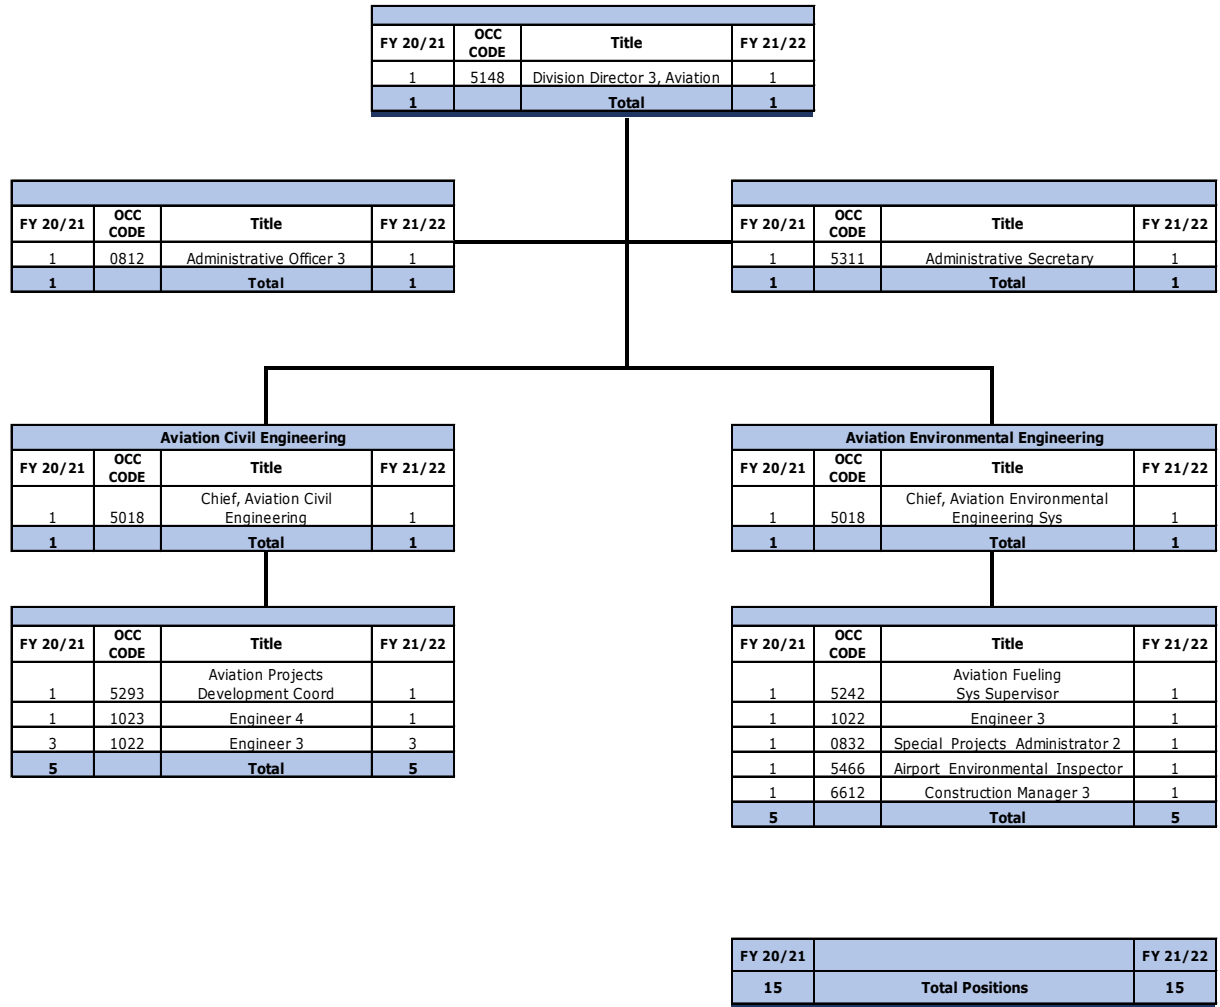 FY 20/21 OCC CODE Title FY 21/22
1 5148 Division Director 3, Aviation 1
1 Total 1
FY 20/21 OCC CODE Title FY 21/22
1 0812 Administrative Officer 3 1
1 Total 1
FY 20/21 OCC CODE Title FY 21/22
1 5311 Administrative Secretary 1
1 Total 1
Aviation Civil Engineering
FY 20/21 OCC CODE Title FY 21/22
1 5018 Chief, Aviation Civil Engineering 1
1 Total 1
Aviation Environmental Engineering
FY 20/21 OCC CODE Title FY 21/22
1 5018 Chief, Aviation Environmental Engineering Sys 1
1 Total 1
FY 20/21 OCC CODE Title FY 21/22
1 5293 Aviation Projects Development Coord 1
1 1023 Engineer 4 1
3 1022 Engineer 3 3
5 Total 5
FY 20/21 OCC CODE Title FY 21/22
1 5242 Aviation Fueling Sys Supervisor 1
1 1022 Engineer 3 1
1 0832 Special Projects Administrator 2 1
1 5466 Airport Environmental Inspector 1
1 6612 Construction Manager 3 1
5 Total 5
FY 20/21 FY 21/22
15 Total Positions 15